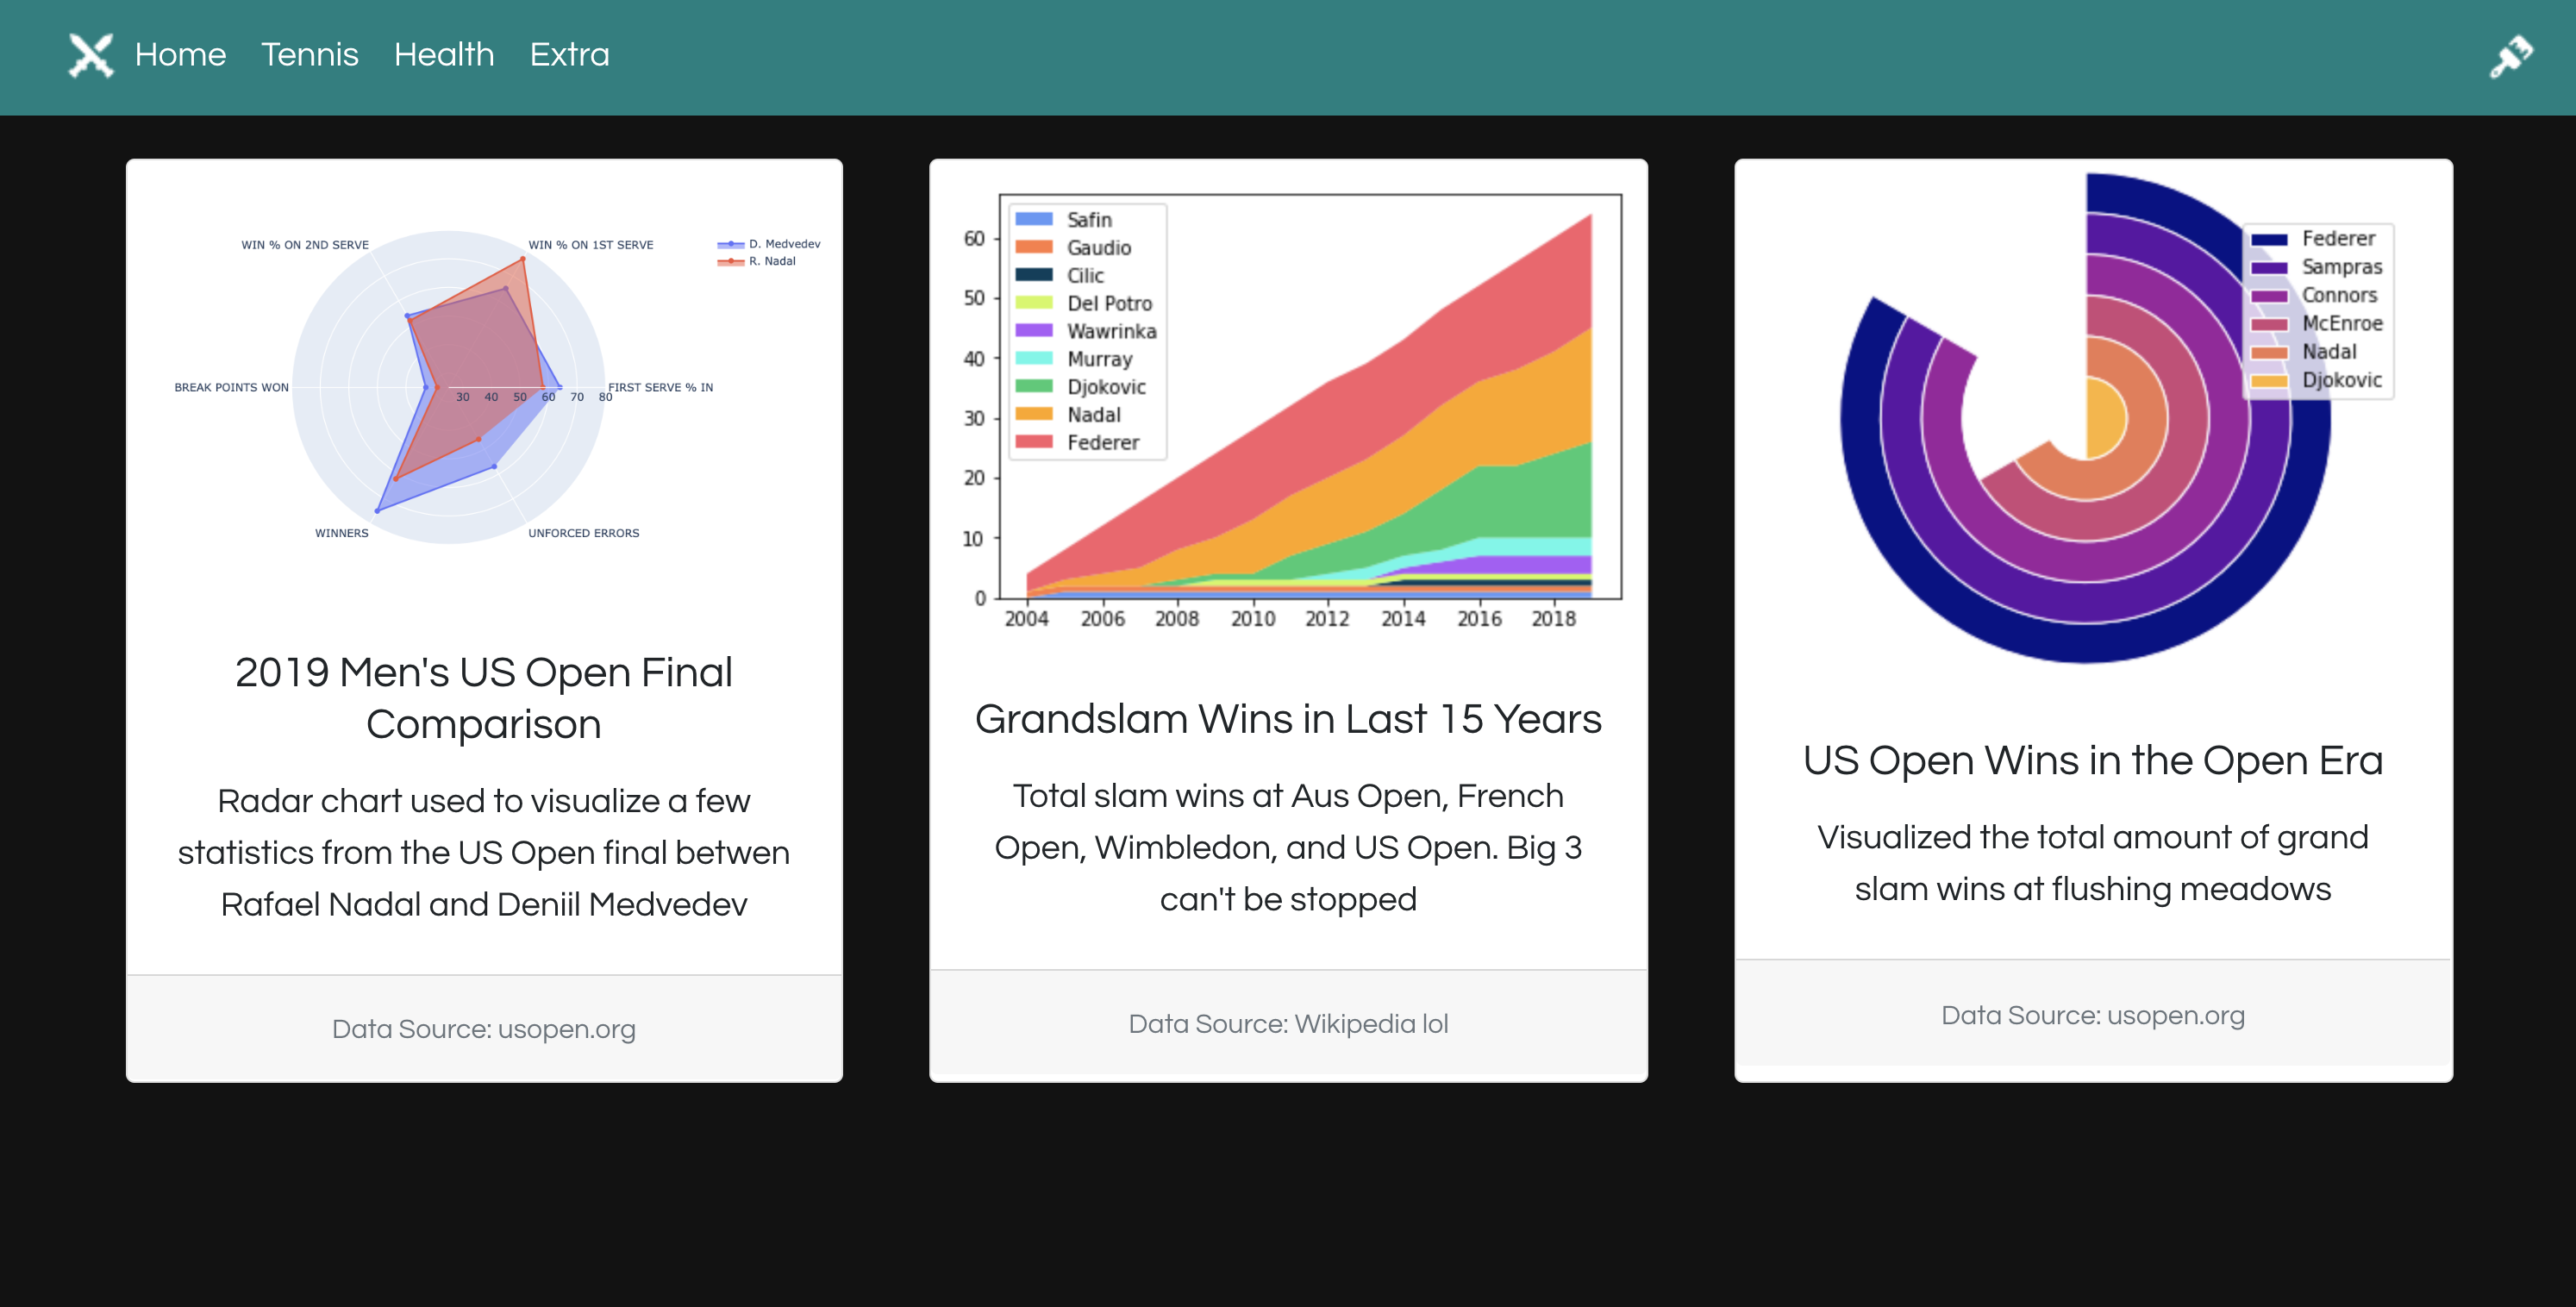 Home Tennis Health Extra
WIN % ON 2ND SERVE
WIN % ON 1ST SERVE
D. Medvedev
R. Nadal
BREAK POINTS WON
FIRST SERVE % IN
30 40 50 60 70 80
WINNERS
UNFORCED ERRORS
2019 Men's US Open Final
Comparison
Radar chart used to visualize a few
statistics from the US Open final betwen
Rafael Nadal and Deniil Medvedev
Data Source: usopen.org
Safin
Gaudio
Cilic
Del Potro
Wawrinka
Murray
Djokovic
Nadal
Federer
60
50
40
30
20
10
0
2004 2006 2008 2010 2012 2014 2016 2018
Grandslam Wins in Last 15 Years
Total slam wins at Aus Open, French
Open, Wimbledon, and US Open. Big 3
can't be stopped
Data Source: Wikipedia lol
Federer
Sampras
Connors
McEnroe
Nadal
Djokovic
US Open Wins in the Open Era
Visualized the total amount of grand
slam wins at flushing meadows
Data Source: usopen.org